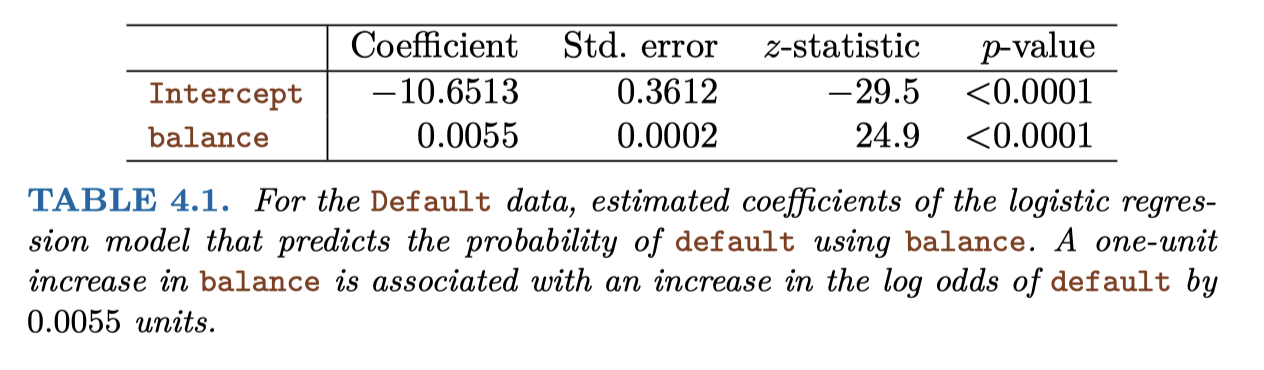 Coefficient Std. error z-statistic p-value
Intercept −10.6513 0.3612 −29.5 <0.0001
balance 0.0055 0.0002 24.9 <0.0001
TABLE 4.1. For the Default data, estimated coefficients of the logistic regres-
sion model that predicts the probability of default using balance. A one-unit
increase in balance is associated with an increase in the log odds of default by
0.0055 units.